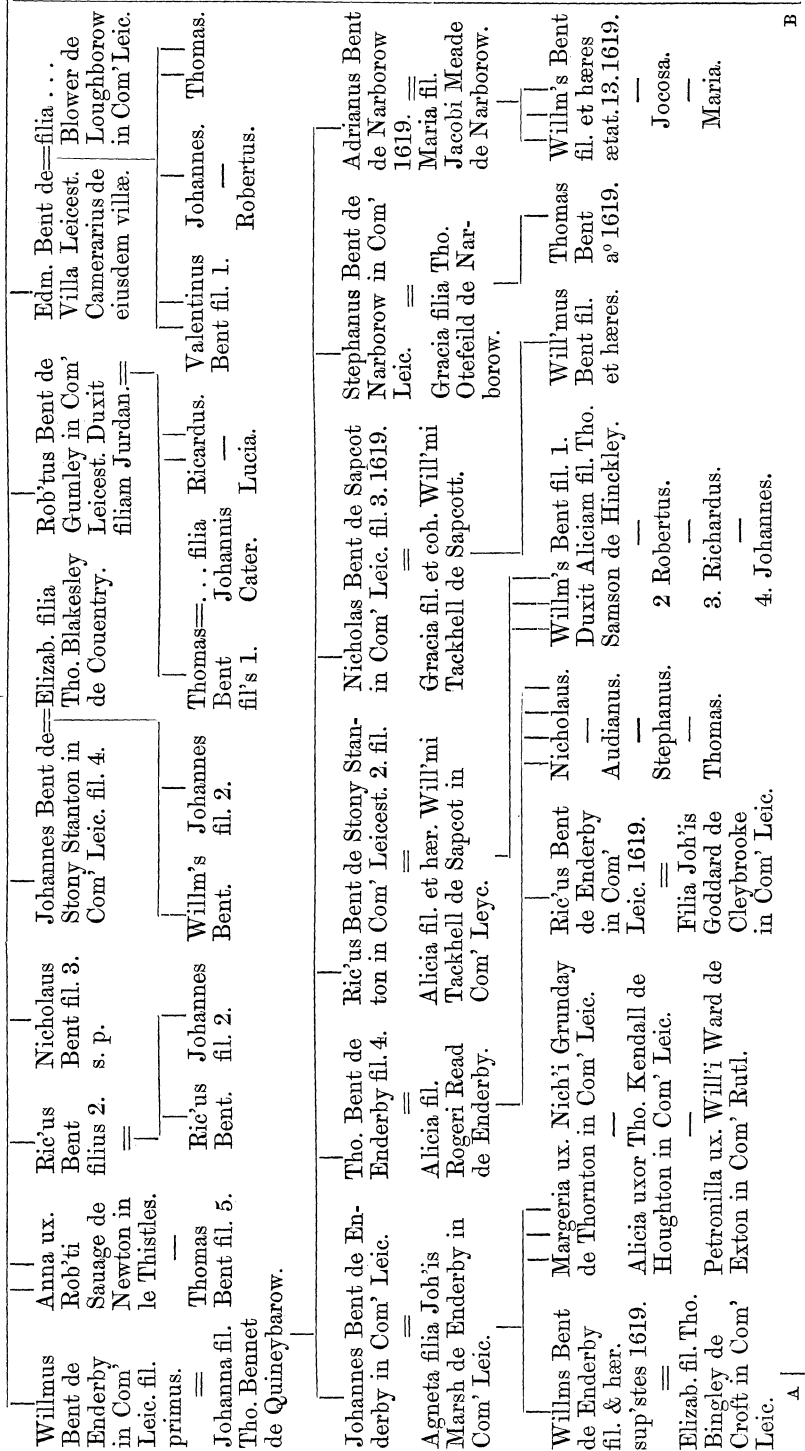 Willmus
Bent de
Enderby
in Com'
Leic. fil.
primus.
=
Johanna fil.
Tho. Bennet
de Quineybarow.
Anna ux.
Rob'ti
Sauage de
Newton in
le Thistles.
—
Thomas
Bent fil. 5.
Ric'us
Bent
filius 2.
=
Ric'us
Bent.
Johannes
fil. 2.
Nicholaus
Bent fil. 3.
s. p.
Johannes Bent de==Elizab. filia
Stony Stanton in Tho. Blakesley
Com' Leic. fil. 4. de Couentry.
Willm's
Bent.
Johannes
fil. 2.
Rob'tus Bent de
Gumley in Com'
Leicest. Duxit
filiam Jurdan.=
Thomas=... filia
Bent Johannis
fil's 1. Cater.
Ricardus.
—
Lucia.
Edm. Bent de==filia ...
Villa Leicest. Blower de
Camerarius de Loughborow
eiusdem villæ. in Com' Leic.
Valentinus
Bent fil. 1.
Johannes.
—
Robertus.
Thomas.
Johannes Bent de En-
derby in Com' Leic.
=
Agneta filia Joh'is
Marsh de Enderby in
Com' Leic.
Tho. Bent de
Enderby fil. 4.
=
Alicia fil.
Rogeri Read
de Enderby.
Ric'us Bent de Stony Stan-
ton in Com' Leicest. 2. fil.
=
Alicia fil. et hær. Will'mi
Tackhell de Sapcot in
Com' Leyc.
Nicholas Bent de Sapcot
in Com' Leic. fil. 3. 1619.
=
Gracia fil. et coh. Will'mi
Tackhell de Sapcott.
Stephanus Bent de
Narborow in Com'
Leic.
=
Gracia filia Tho.
Otefeild de Nar-
borow.
Adrianus Bent
de Narborow
1619.
=
Maria fil.
Jacobi Meade
de Narborow.
Willms Bent
de Enderby
fil. & hær.
sup'stes 1619.
=
Elizab. fil. Tho.
Bingley de
Croft in Com'
Leic.
A
Margeria ux. Nich'i Grunday
de Thornton in Com' Leic.
—
Alicia uxor Tho. Kendall de
Houghton in Com' Leic.
—
Petronilla ux. Will'i Ward de
Exton in Com' Rutl.
Ric'us Bent
de Enderby
in Com'
Leic. 1619.
=
Filia Joh'is
Goddard de
Cleybrooke
in Com' Leic.
Nicholaus.
—
Audianus.
—
Stephanus.
—
Thomas.
Willm's Bent fil. 1.
Duxit Aliciam fil. Tho.
Samson de Hinckley.
—
2 Robertus.
—
3. Richardus.
—
4. Johannes.
Will'mus
Bent fil.
et hæres.
Thomas
Bent
aº 1619.
Willm's Bent
fil. et hæres
ætat. 13. 1619.
—
Jocosa.
—
Maria.
B